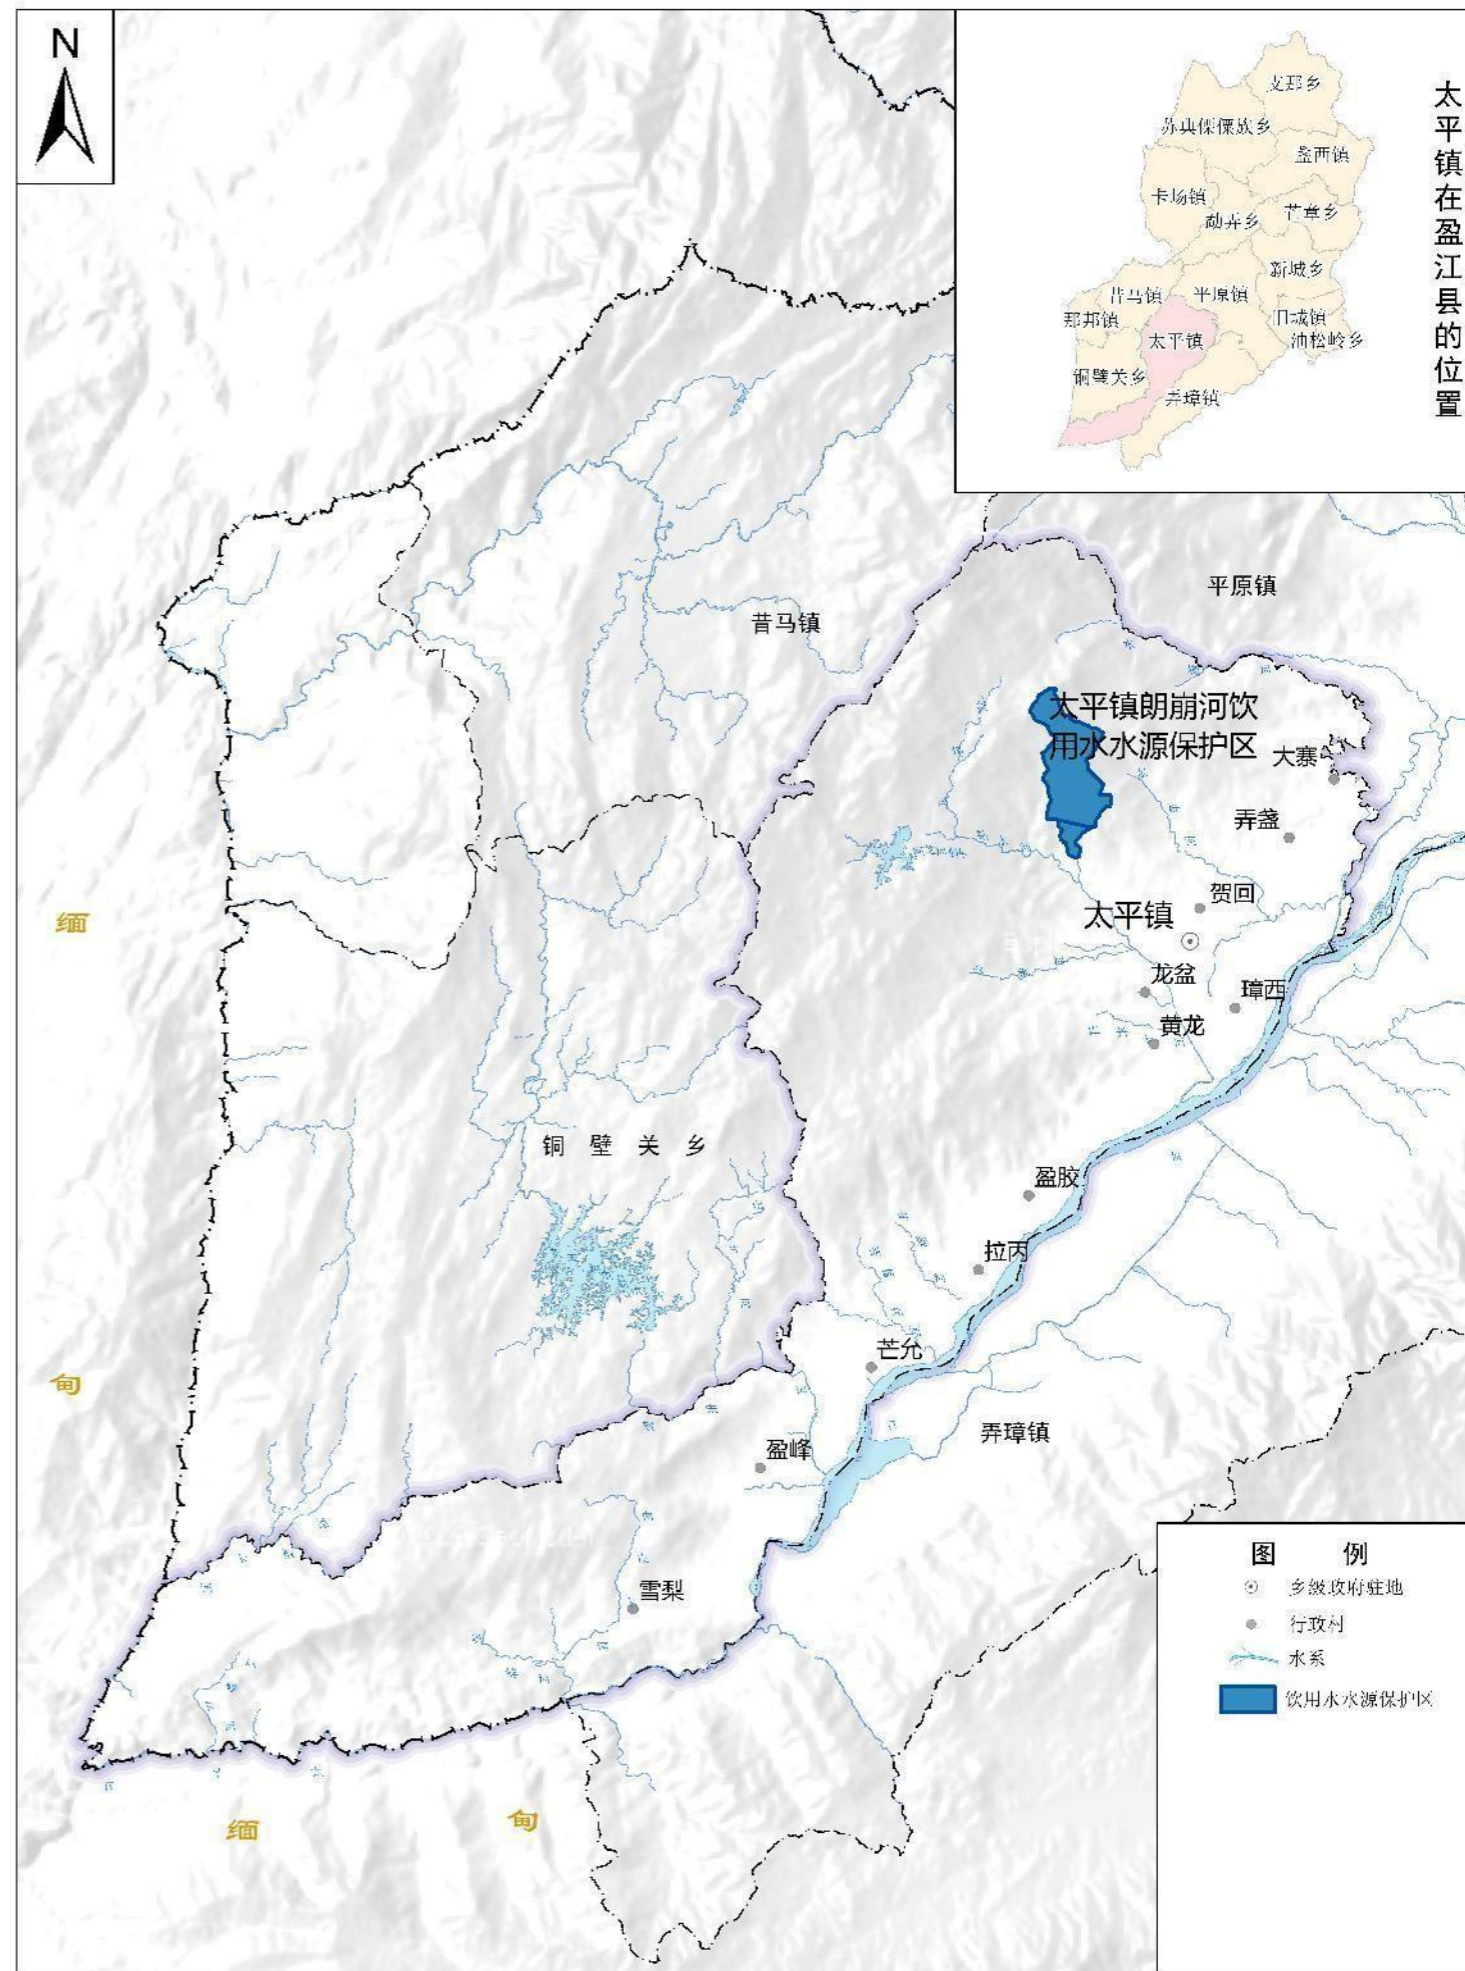 N
太平镇在盈江县的位置
支那乡
苏典傈僳族乡
盏西镇
卡场镇
勐弄乡
芒章乡
新城乡
昔马镇
平原镇
那邦镇
旧城镇
太平镇
油松岭乡
铜壁关乡
弄璋镇
平原镇
昔马镇
太平镇朗崩河饮
用水水源保护区
大寨
弄盏
贺回
太平镇
缅
龙盆
璋西
黄龙
铜壁关乡
盈胶
拉丙
芒允
甸
弄璋镇
盈峰
雪梨
缅
甸
图 例
乡级政府驻地
行政村
水系
饮用水水源保护区